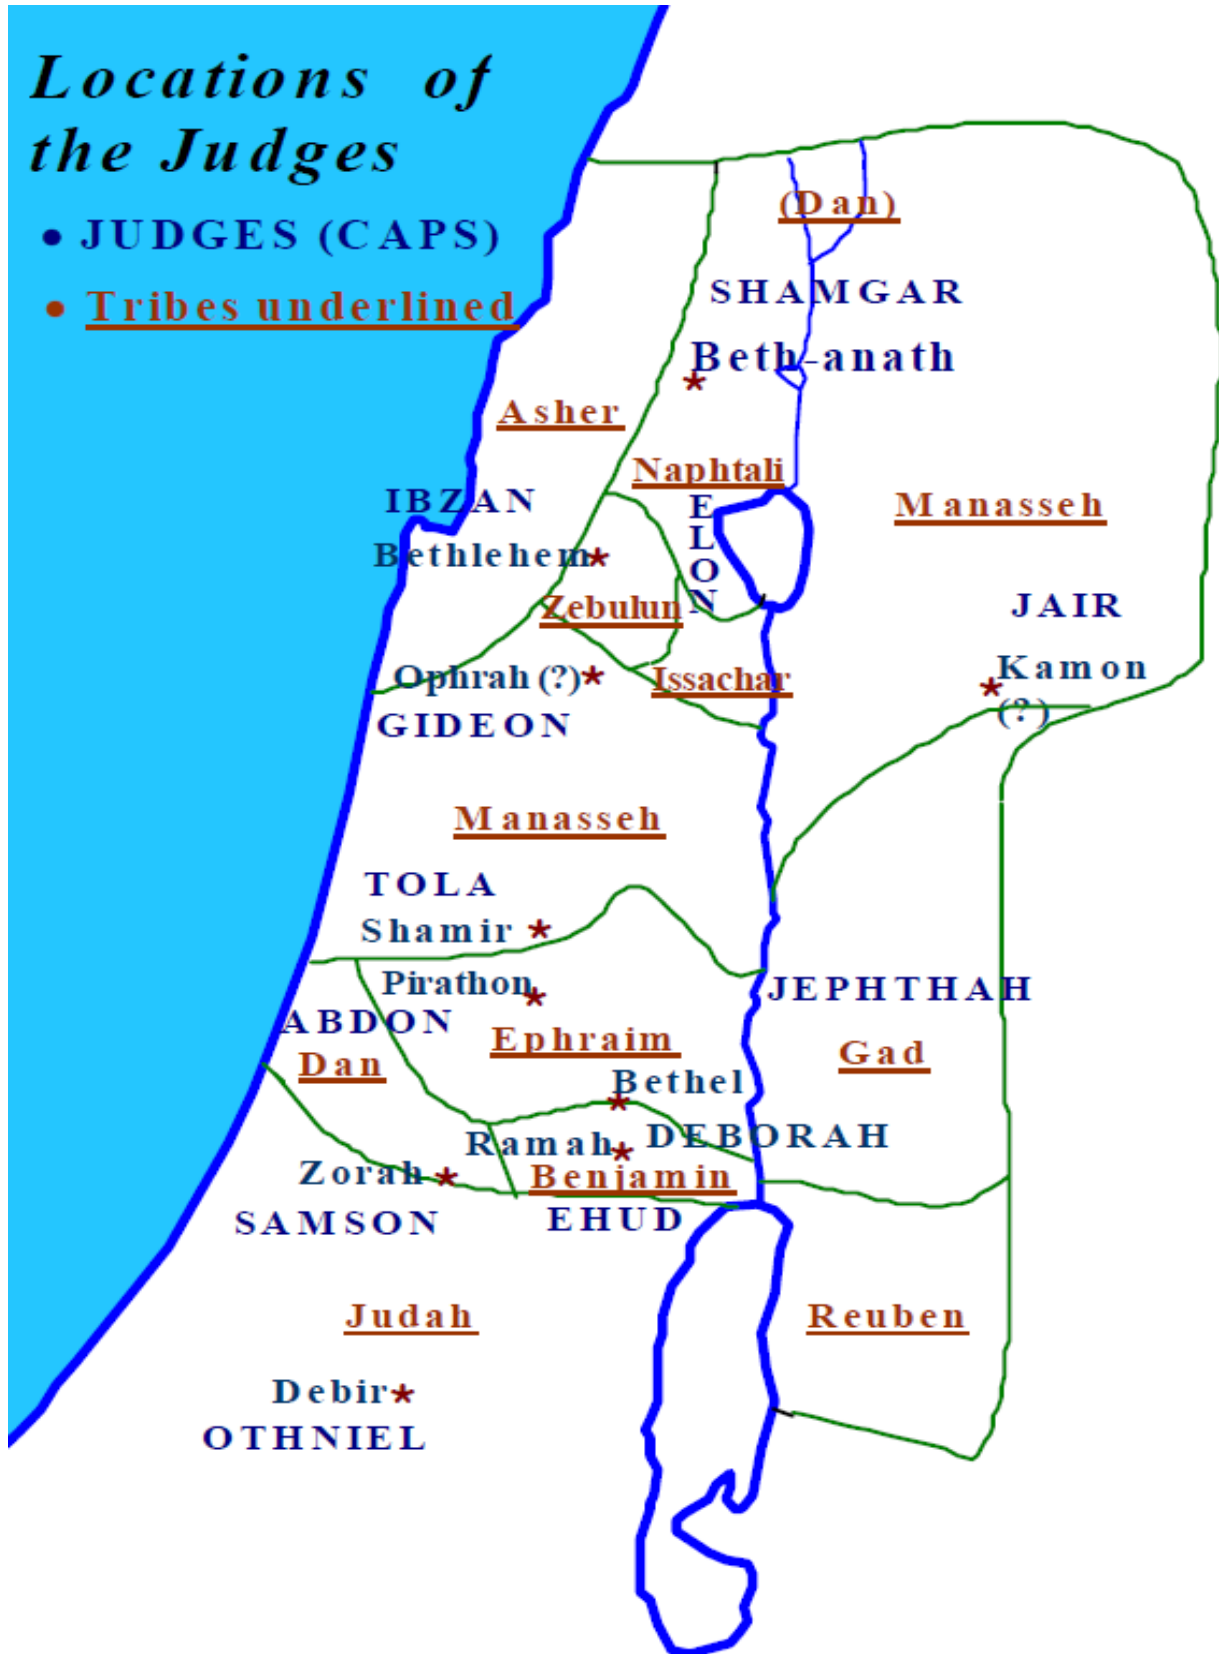 Locations of
the Judges
• JUDGES (CAPS)
• Tribes underlined
(Dan)
SHAMGAR
Beth-anath
Asher
Naphtali
IBZAN
ELON
Manasseh
Bethlehem
Zebulun
JAIR
Ophrah (?)
Issachar
Kamon
(?)
GIDEON
Manasseh
TOLA
Shamir
Pirathon
JEPHTHAH
ABDON
Ephraim
Gad
Dan
Bethel
Ramah
DEBORAH
Zorah
Benjamin
SAMSON
EHUD
Judah
Reuben
Debir
OTHNIEL